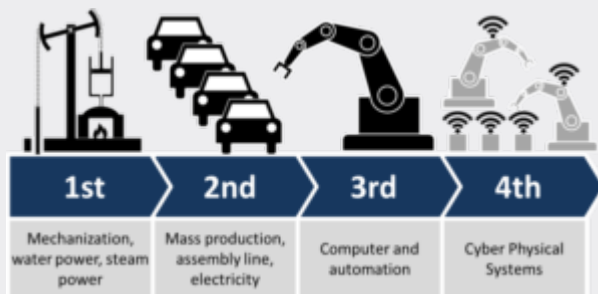 1st
2nd
3rd
4th
Mechanization,
water power, steam
power
Mass production,
assembly line,
electricity
Computer and
automation
Cyber Physical
Systems